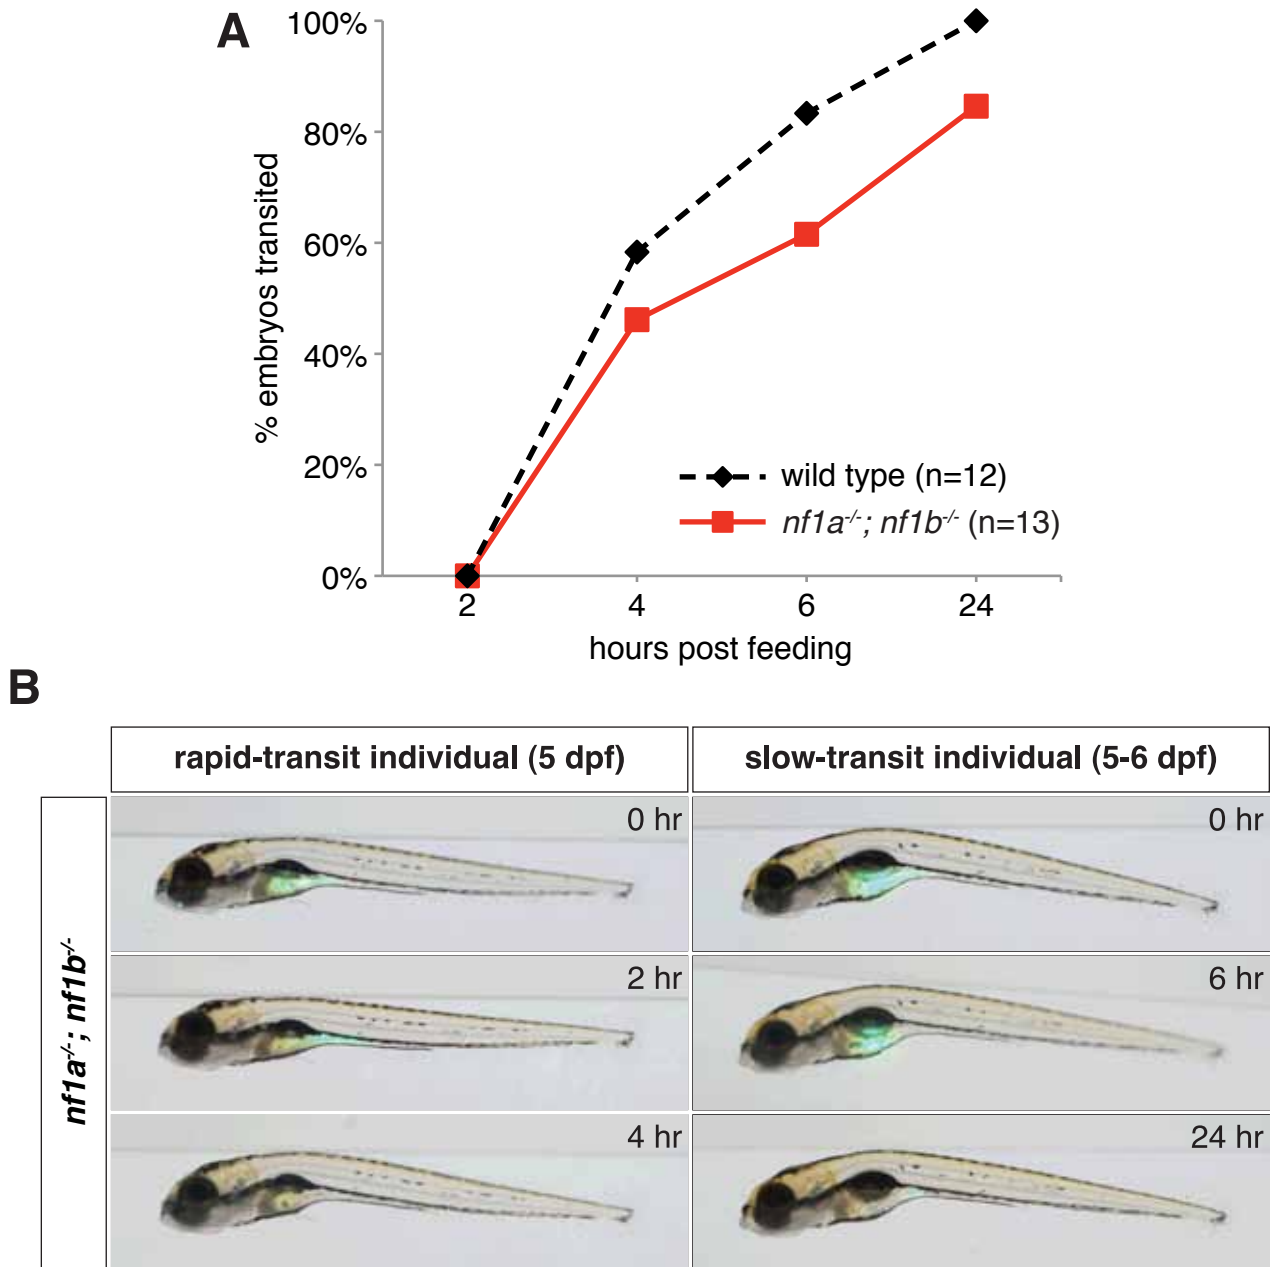 A
100%
80%
60%
40%
20%
0%
% embryos transited
2 4 6 24
hours post feeding
wild type (n=12)
nf1a-/-; nf1b-/- (n=13)
B
rapid-transit individual (5 dpf)
slow-transit individual (5-6 dpf)
nf1a-/-; nf1b-/-
0 hr
0 hr
2 hr
6 hr
4 hr
24 hr